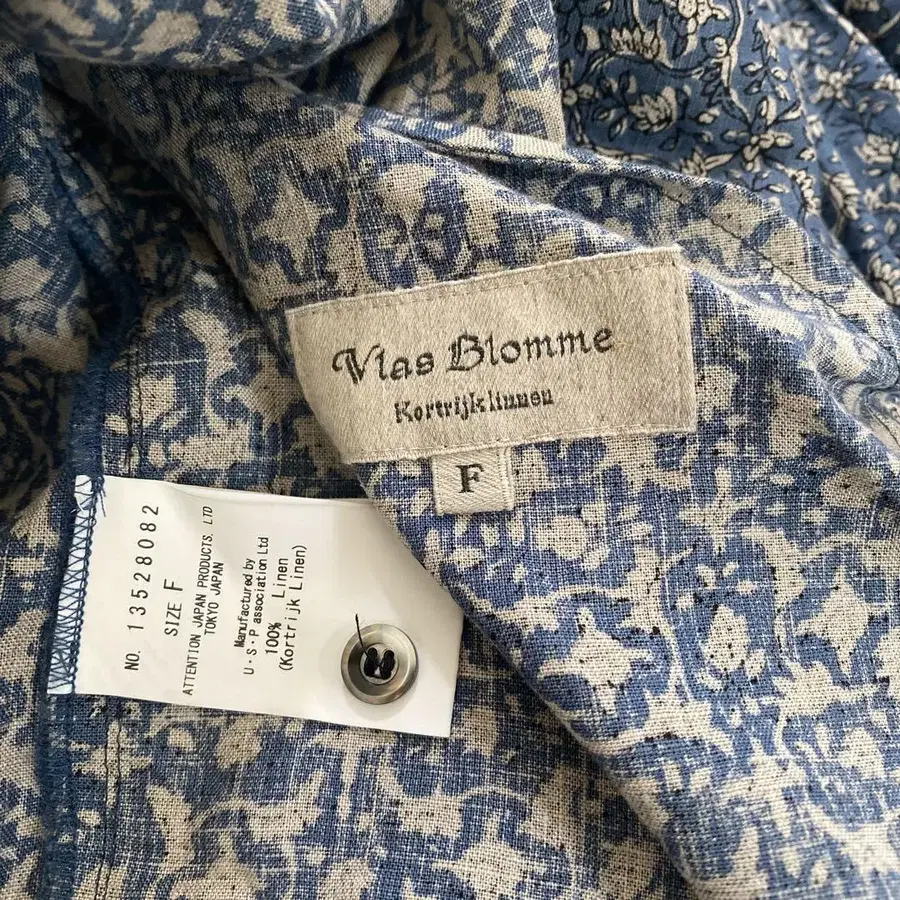 Vlas Blomme
Kortrijk linnen
F
NO. 13528082
SIZE F
ATTENTION JAPAN PRODUCTS. LTD
TOKYO JAPAN
Manufactured by
U・S・P association Ltd
100% Linen
(Kortrijk Linen)